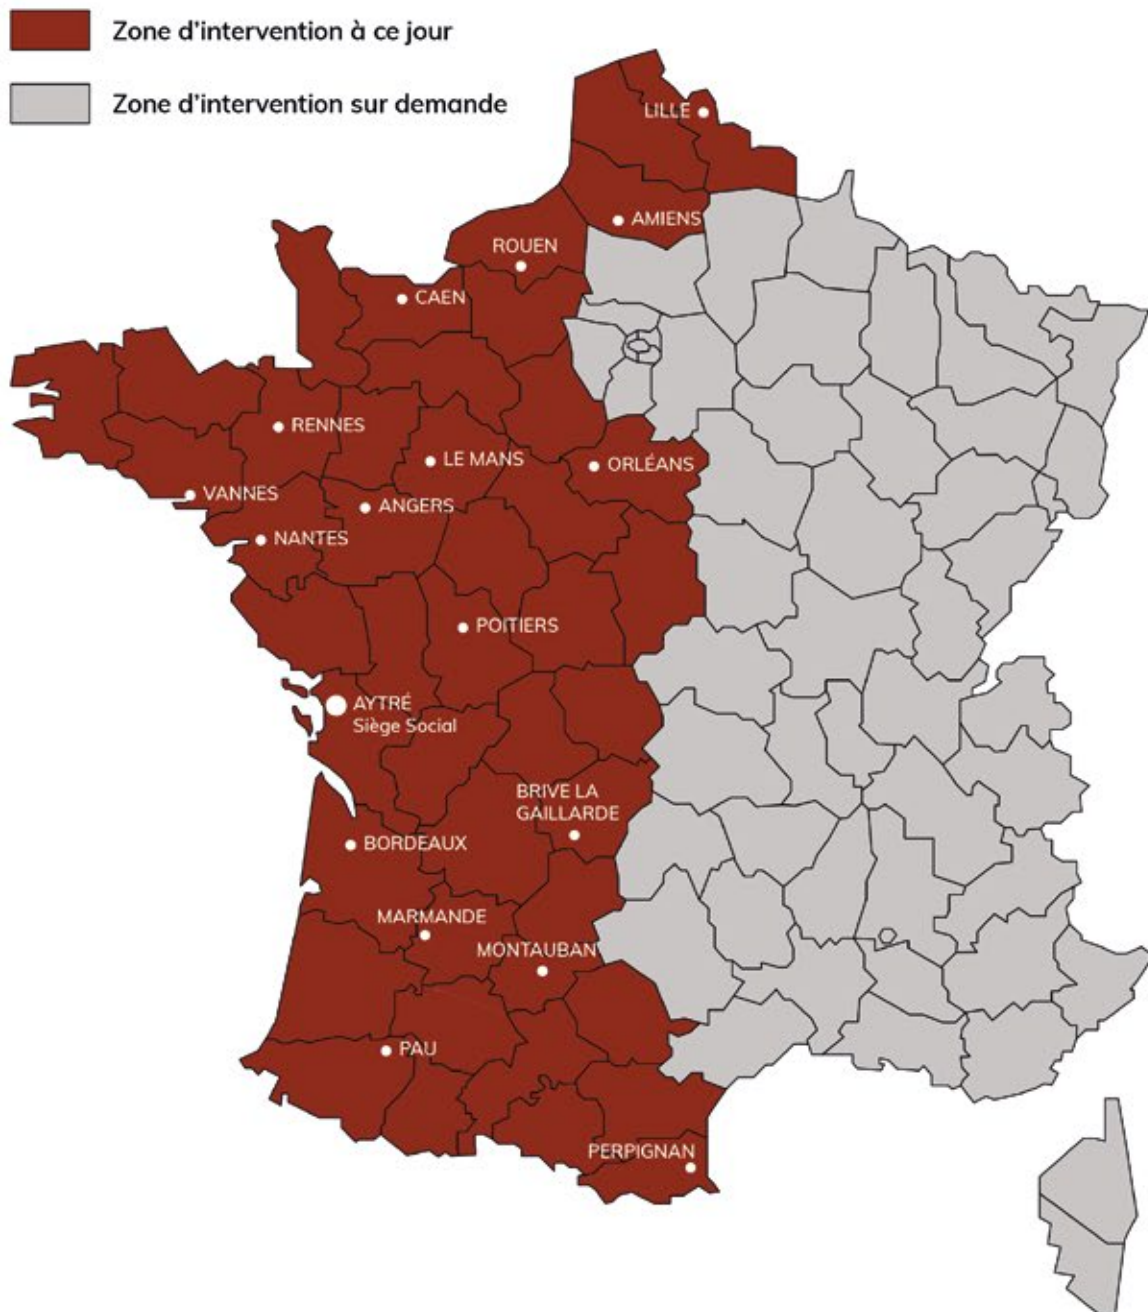 Zone d'intervention à ce jour
Zone d'intervention sur demande
LILLE
AMIENS
ROUEN
CAEN
RENNES
LE MANS
ORLÉANS
VANNES
ANGERS
NANTES
POITIERS
AYTRÉ
Siège Social
BRIVE LA
GAILLARDE
BORDEAUX
MARMANDE
MONTAUBAN
PAU
PERPIGNAN